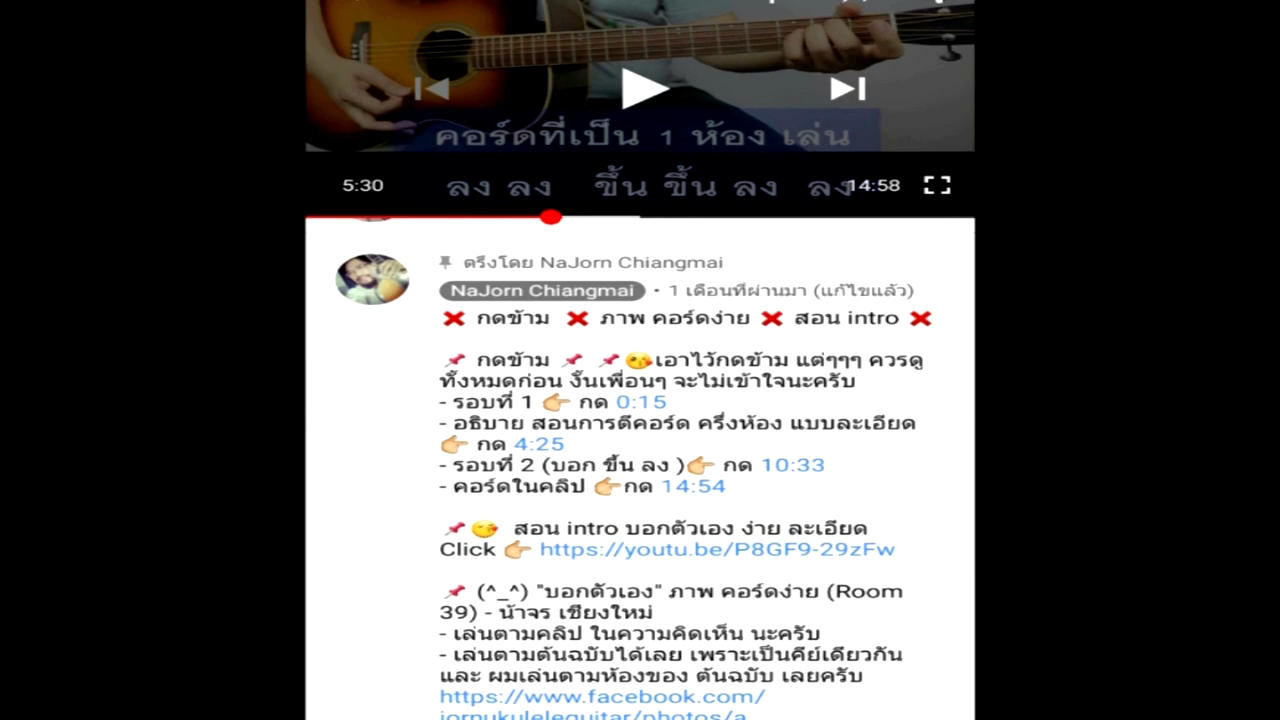 คอร์ดที่เป็น 1 ห้อง เล่น
5:30 ลง ลง ขึ้น ขึ้น ลง ลง 14:58
ตรึงโดย NaJorn Chiangmai
NaJorn Chiangmai • 1 เดือนที่ผ่านมา (แก้ไขแล้ว)
❌ กดข้าม ❌ ภาพ คอร์ดง่าย ❌ สอน intro ❌
📌 กดข้าม 📌 📌😘เอาไว้กดข้าม แต่ๆๆๆ ควรดู
ทั้งหมดก่อน งั้นเพื่อนๆ จะไม่เข้าใจนะครับ
- รอบที่ 1 👉 กด 0:15
- อธิบาย สอนการตีคอร์ด ครึ่งห้อง แบบละเอียด
👉 กด 4:25
- รอบที่ 2 (บอก ขึ้น ลง )👉 กด 10:33
- คอร์ดในคลิป 👉กด 14:54
📌😘 สอน intro บอกตัวเอง ง่าย ละเอียด
Click 👉 https://youtu.be/P8GF9-29zFw
📌 (^_^) "บอกตัวเอง" ภาพ คอร์ดง่าย (Room
39) - น้าจร เชียงใหม่
- เล่นตามคลิป ในความคิดเห็น นะครับ
- เล่นตามต้นฉบับได้เลย เพราะเป็นคีย์เดียวกัน
และ ผมเล่นตามห้องของ ต้นฉบับ เลยครับ
https://www.facebook.com/
jornukuleleguitar/photos/a